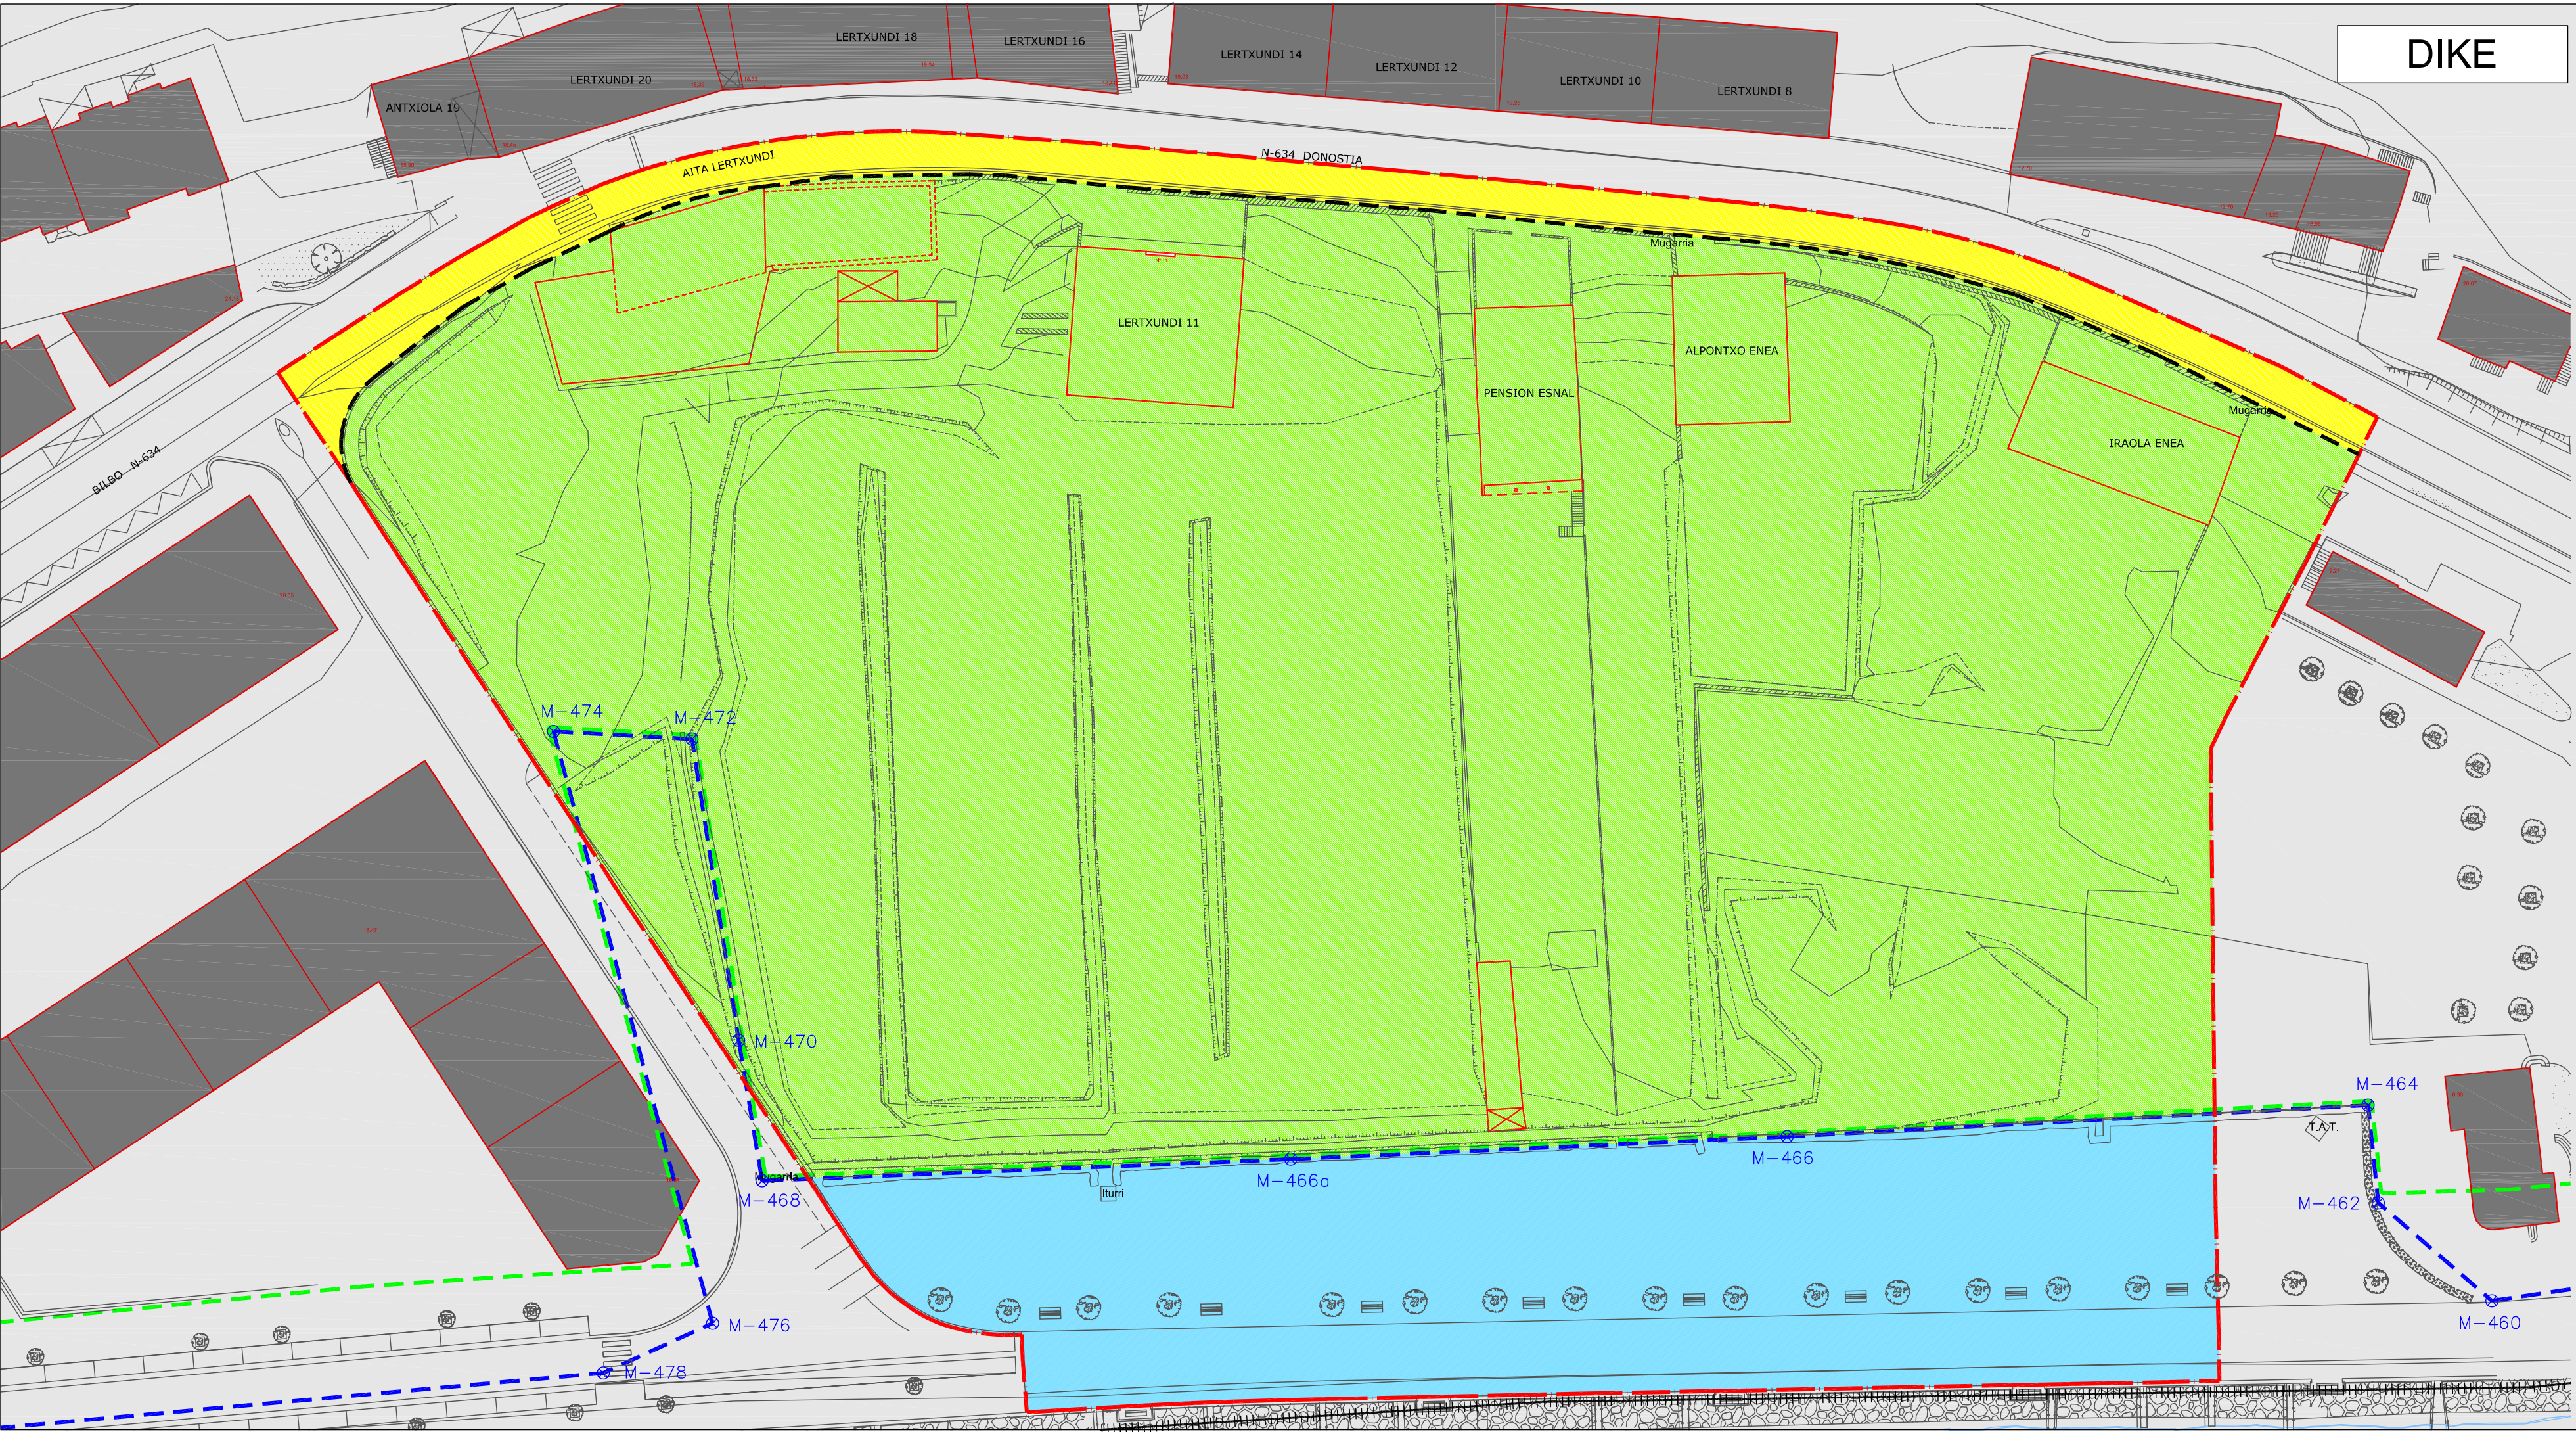 DIKE
LERTXUNDI 18
LERTXUNDI 16
LERTXUNDI 14
LERTXUNDI 12
LERTXUNDI 10
LERTXUNDI 8
LERTXUNDI 20
ANTXIOLA 19
AITA LERTXUNDI
N-634 DONOSTIA
Mugarria
LERTXUNDI 11
ALPONTXO ENEA
PENSION ESNAL
Mugarria
IRAOLA ENEA
BILBO N-634
M-474
M-472
M-470
M-464
T.A.T.
M-466
M-466a
Mugarria
M-468
Iturri
M-462
M-476
M-460
M-478